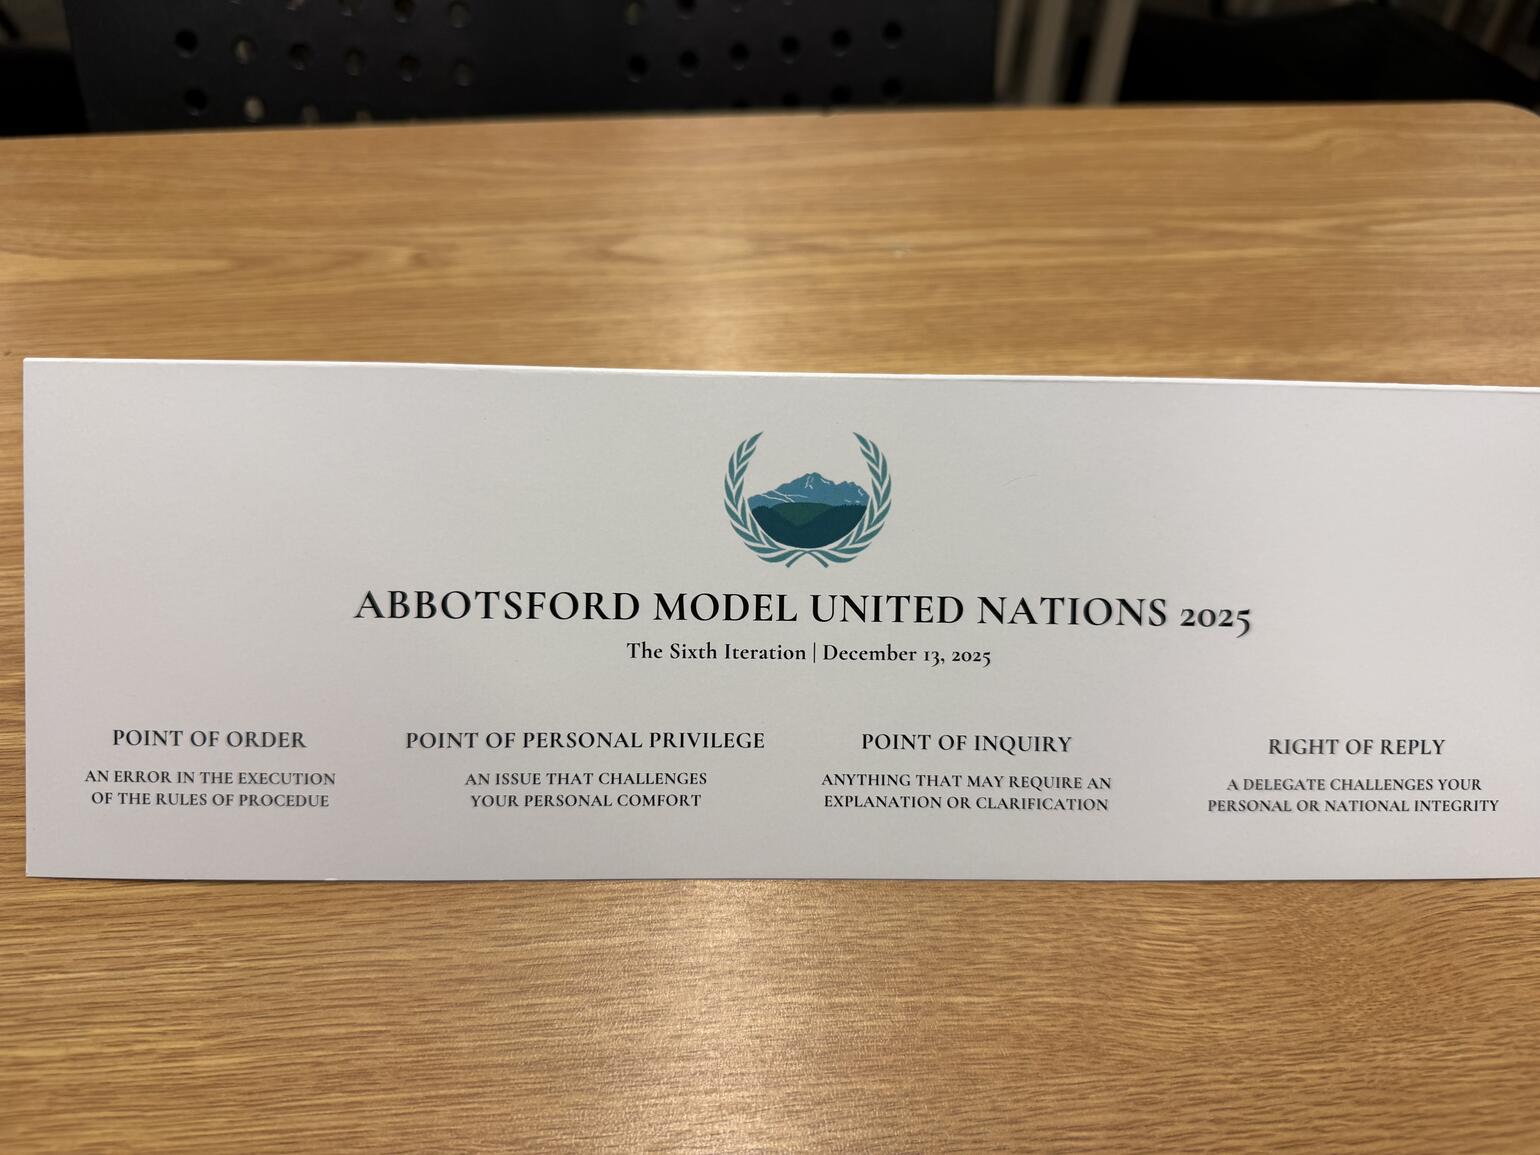 ABBOTSFORD MODEL UNITED NATIONS 2025
The Sixth Iteration | December 13, 2025
POINT OF ORDER
AN ERROR IN THE EXECUTION
OF THE RULES OF PROCEDUE
POINT OF PERSONAL PRIVILEGE
AN ISSUE THAT CHALLENGES
YOUR PERSONAL COMFORT
POINT OF INQUIRY
ANYTHING THAT MAY REQUIRE AN
EXPLANATION OR CLARIFICATION
RIGHT OF REPLY
A DELEGATE CHALLENGES YOUR
PERSONAL OR NATIONAL INTEGRITY